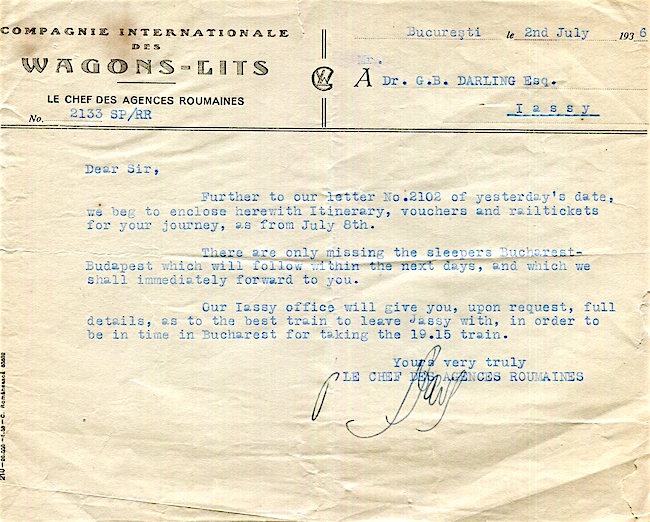 COMPAGNIE INTERNATIONALE
DES
WAGONS-LITS
LE CHEF DES AGENCES ROUMAINES
No. 2133 SP/RR
Bucureşti le 2nd July 1936
Mr.
A Dr. G.B. DARLING Esq.
Iassy
Dear Sir,
Further to our letter No.2102 of yesterday's date,
we beg to enclose herewith Itinerary, vouchers and railtickets
for your journey, as from July 8th.
There are only missing the sleepers Bucharest-
Budapest which will follow within the next days, and which we
shall immediately forward to you.
Our Iassy office will give you, upon request, full
details, as to the best train to leave Jassy with, in order to
be in time in Bucharest for taking the 19.15 train.
Yours very truly
LE CHEF DES AGENCES ROUMAINES